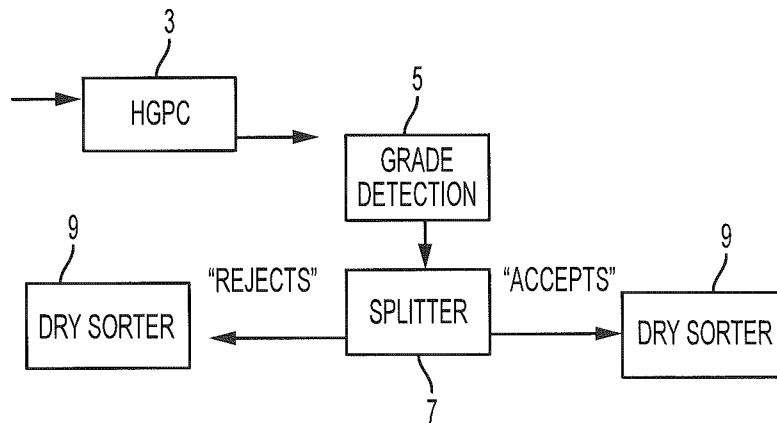 3
HGPC
5
GRADE
DETECTION
9
"REJECTS"
"ACCEPTS"
9
DRY SORTER
SPLITTER
DRY SORTER
7